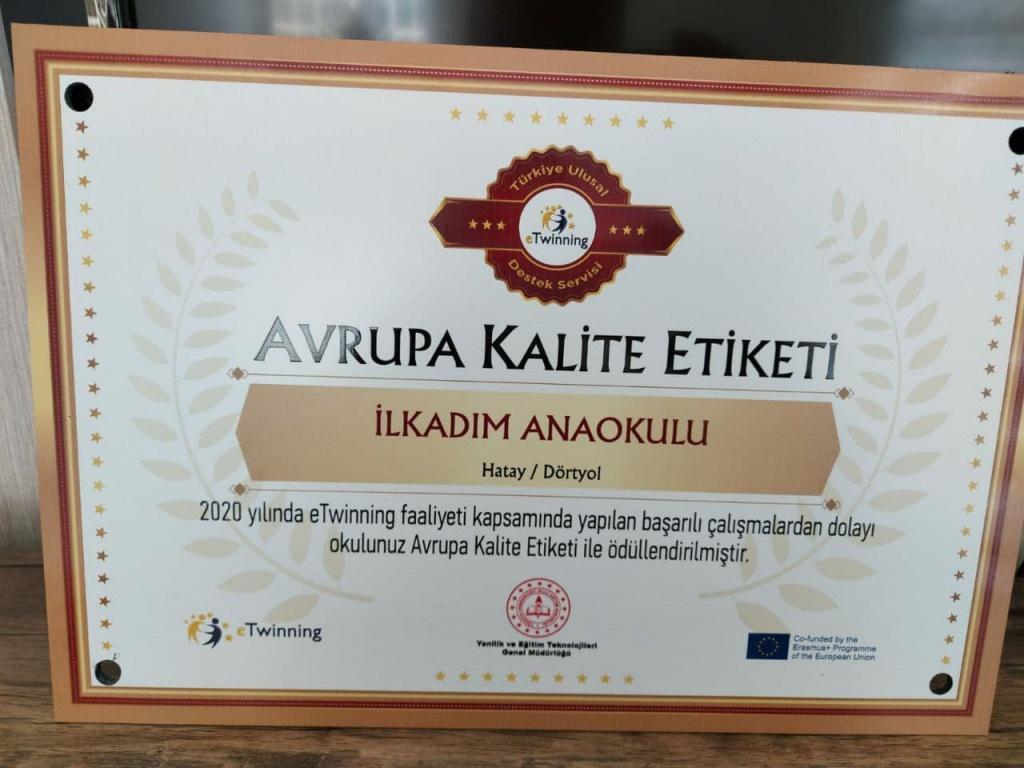 Türkiye Ulusal
eTwinning
Destek Servisi
AVRUPA KALİTE ETİKETİ
İLKADIM ANAOKULU
Hatay / Dörtyol
2020 yılında eTwinning faaliyeti kapsamında yapılan başarılı çalışmalardan dolayı
okulunuz Avrupa Kalite Etiketi ile ödüllendirilmiştir.
eTwinning
Yenilik ve Eğitim Teknolojileri
Genel Müdürlüğü
Co-funded by the
Erasmus+ Programme
of the European Union